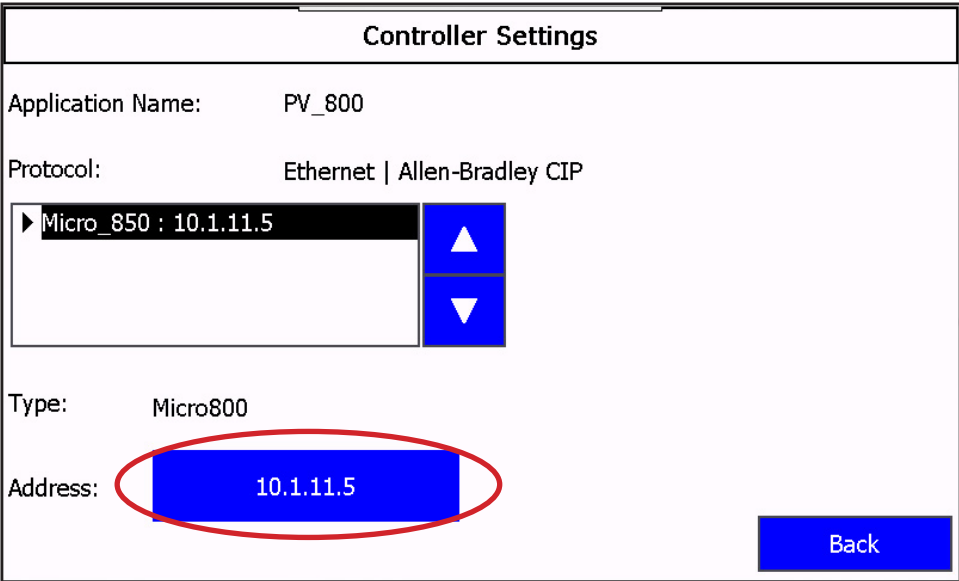 Controller Settings
Application Name: PV_800
Protocol: Ethernet | Allen-Bradley CIP
Micro_850 : 10.1.11.5
Type: Micro800
Address: 10.1.11.5
Back